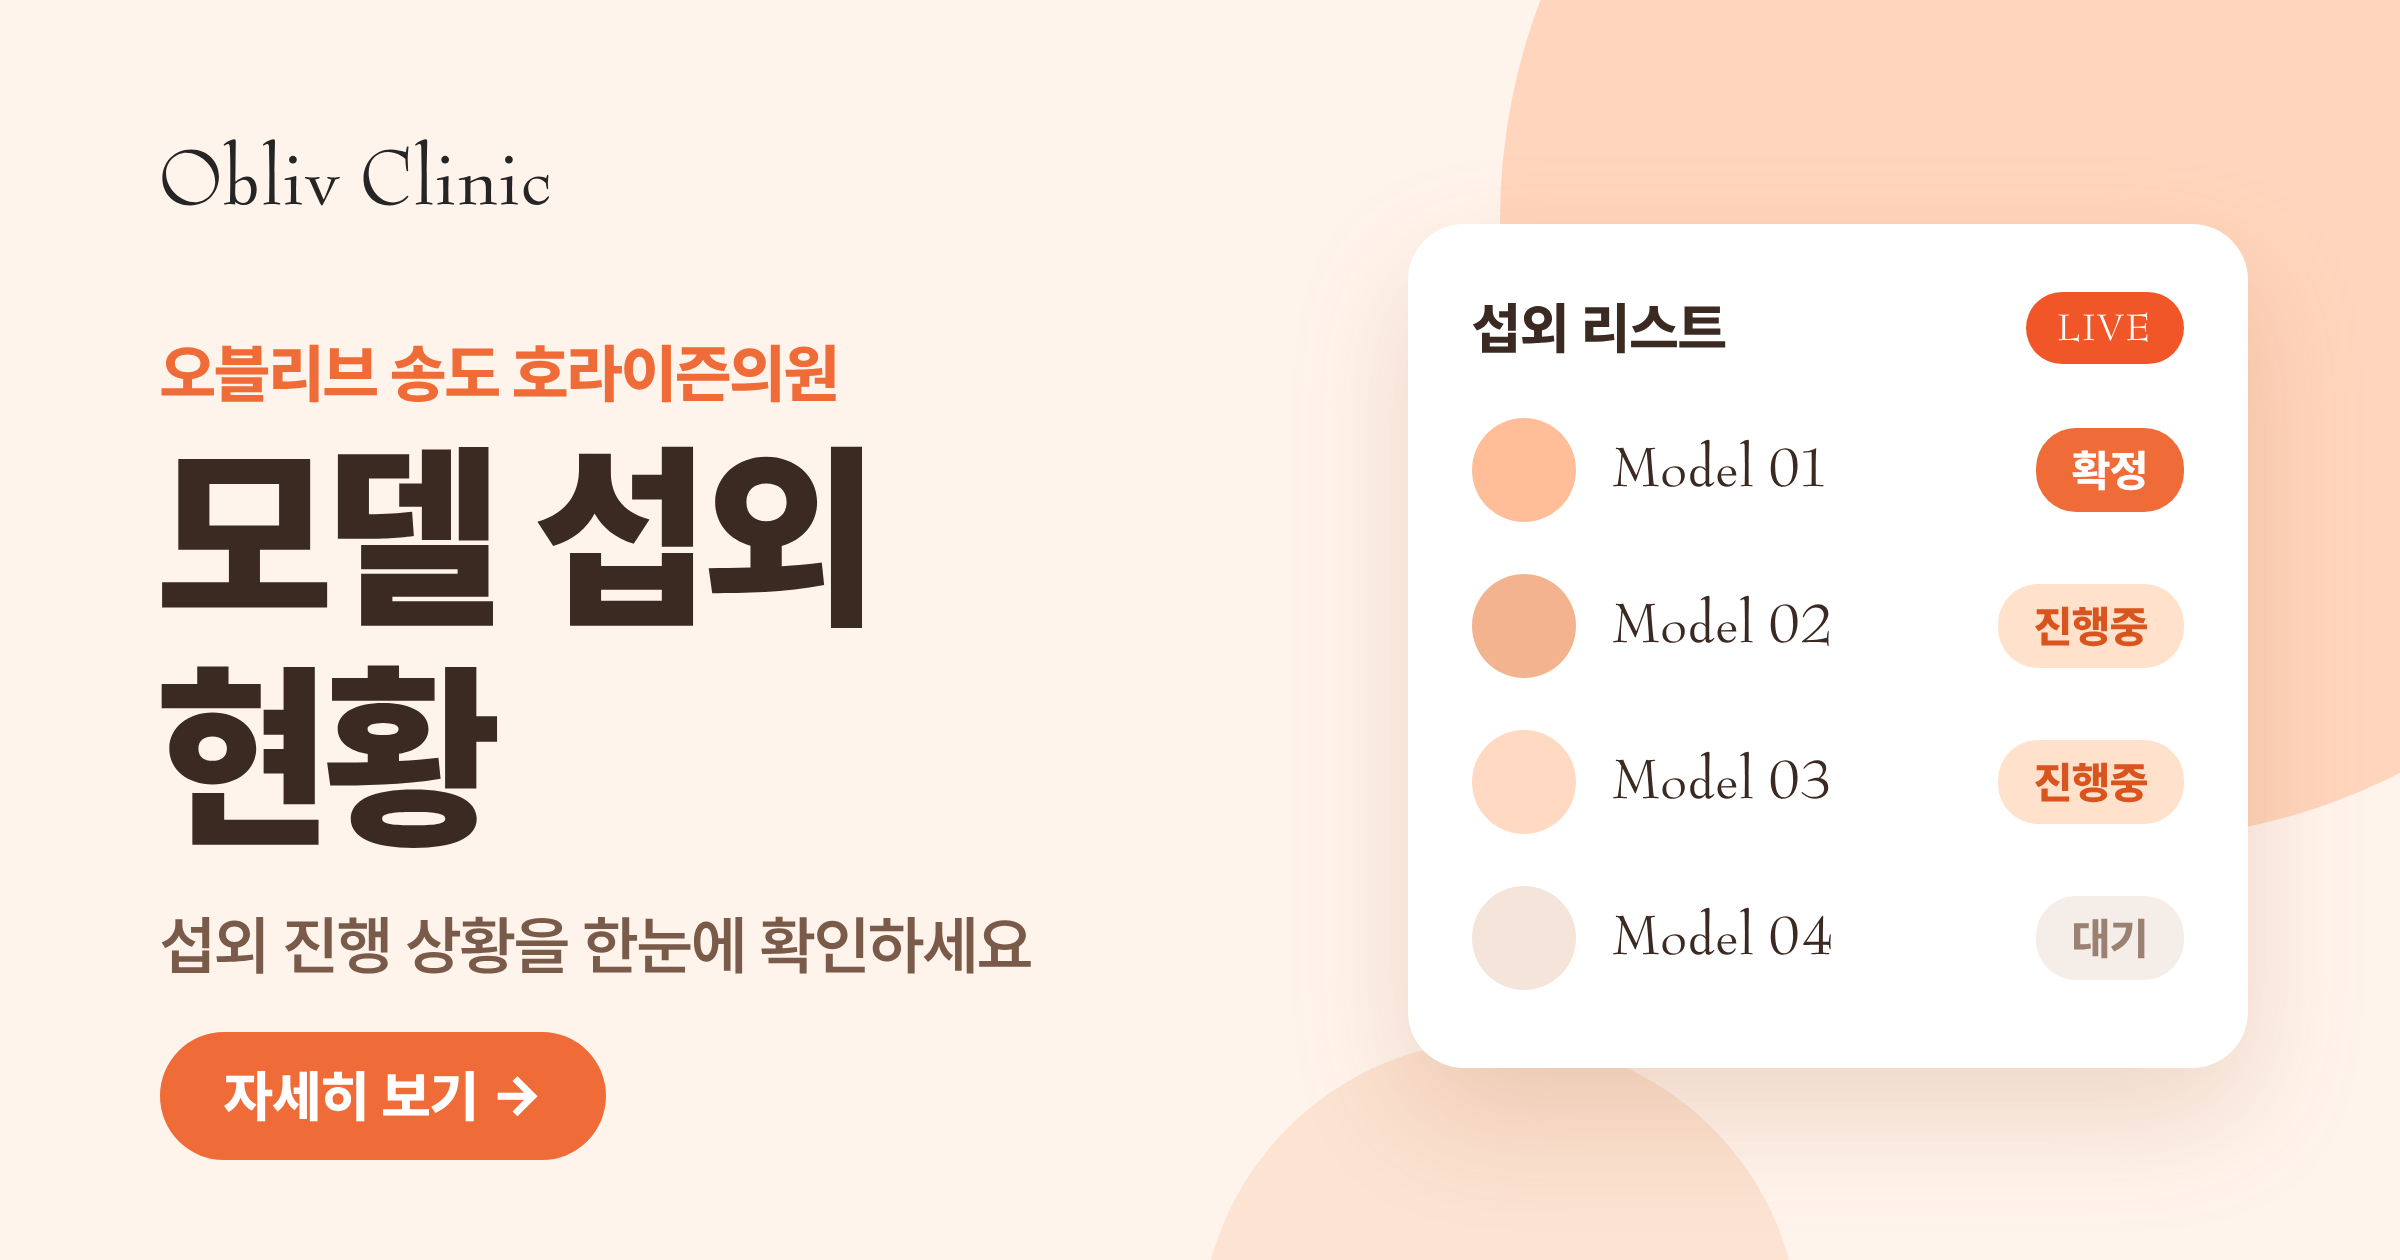 Obliv Clinic
오블리브 송도 호라이즌의원
모델 섭외
현황
섭외 진행 상황을 한눈에 확인하세요
자세히 보기 →
섭외 리스트 LIVE
Model 01 확정
Model 02 진행중
Model 03 진행중
Model 04 대기